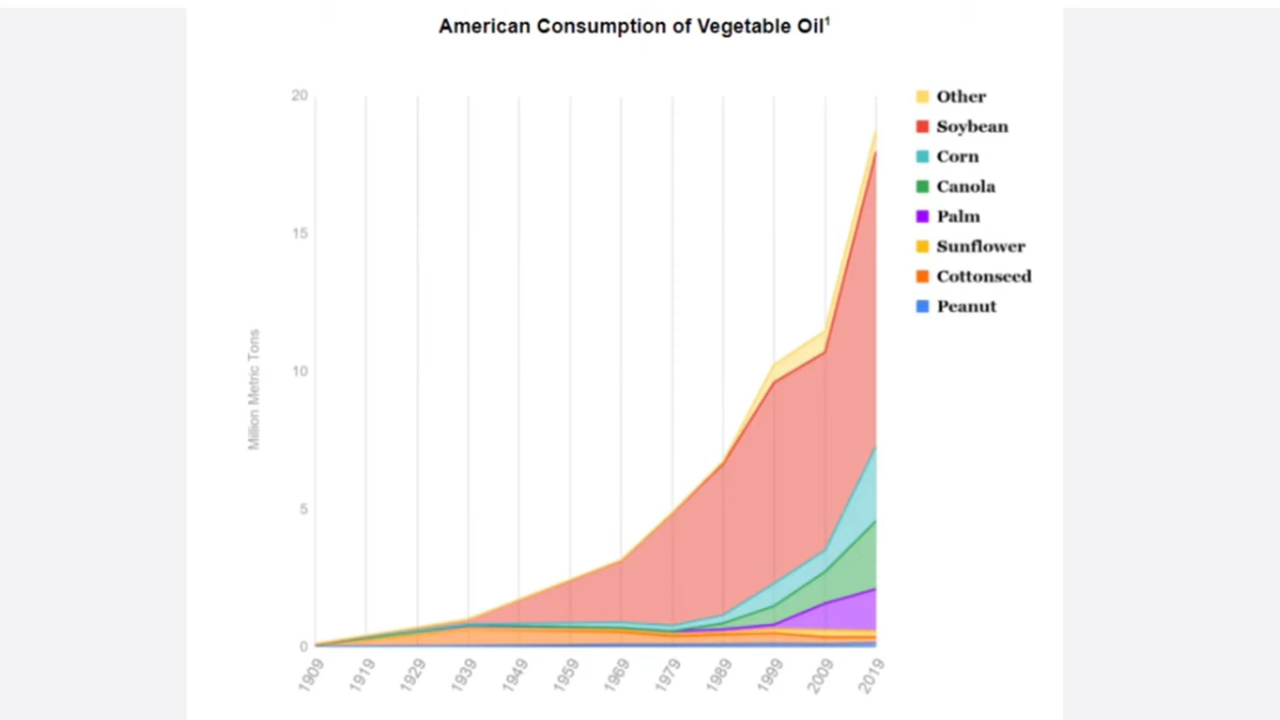 American Consumption of Vegetable Oil¹
20
15
10
5
0
Million Metric Tons
1909
1919
1929
1939
1949
1959
1969
1979
1989
1999
2009
2019
Other
Soybean
Corn
Canola
Palm
Sunflower
Cottonseed
Peanut